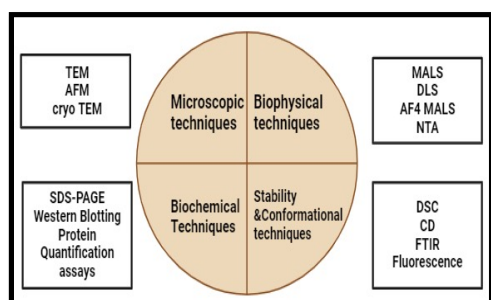 TEM
AFM
cryo TEM
Microscopic
techniques
Biophysical
techniques
MALS
DLS
AF4 MALS
NTA
SDS-PAGE
Western Blotting
Protein
Quantification
assays
Biochemical
Techniques
Stability
&Conformational
techniques
DSC
CD
FTIR
Fluorescence